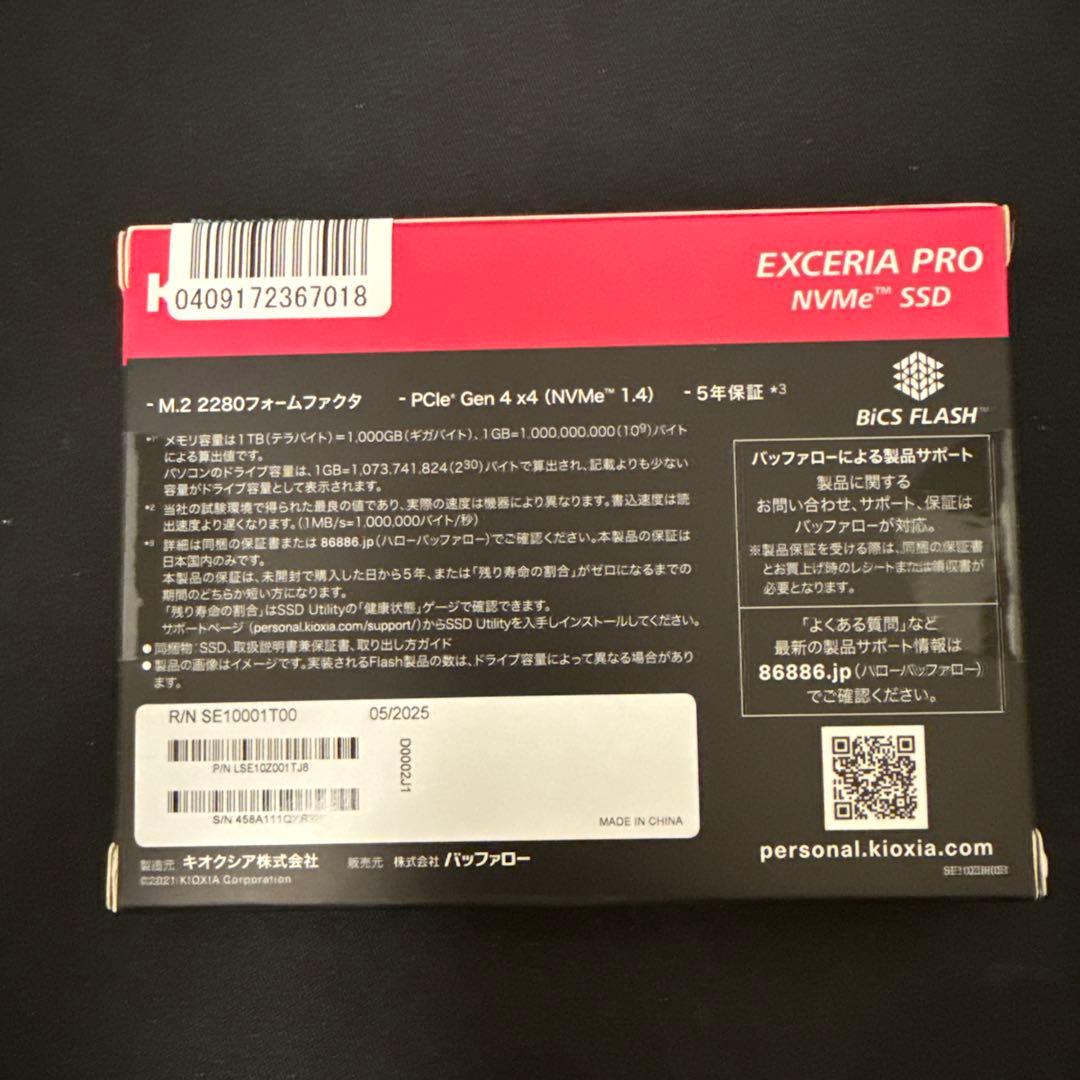 K
0409172367018
EXCERIA PRO
NVMe™ SSD
- M.2 2280フォームファクタ - PCIe® Gen 4 x4 (NVMe™ 1.4) - 5年保証 *3
BiCS FLASH™
*1 メモリ容量は1TB(テラバイト)=1,000GB(ギガバイト)、1GB=1,000,000,000(10⁹)バイト
による算出値です。
パソコンのドライブ容量は、1GB=1,073,741,824(2³⁰)バイトで算出され、記載よりも少ない
容量がドライブ容量として表示されます。
*2 当社の試験環境で得られた最良の値であり、実際の速度は機器により異なります。書込速度は読
出速度より遅くなります。(1MB/s=1,000,000バイト/秒)
*3 詳細は同梱の保証書または 86886.jp(ハローバッファロー)でご確認ください。本製品の保証は
日本国内のみです。
本製品の保証は、未開封で購入した日から5年、または「残り寿命の割合」がゼロになるまでの
期間のどちらか短い方になります。
「残り寿命の割合」はSSD Utilityの「健康状態」ゲージで確認できます。
サポートページ (personal.kioxia.com/support/)からSSD Utilityを入手しインストールしてください。
● 同梱物:SSD、取扱説明書兼保証書、取り出し方ガイド
● 製品の画像はイメージです。実装されるFlash製品の数は、ドライブ容量によって異なる場合があり
ます。
バッファローによる製品サポート
製品に関する
お問い合わせ、サポート、保証は
バッファローが対応。
※製品保証を受ける際は、同梱の保証書
とお買上げ時のレシートまたは領収書が
必要となります。
「よくある質問」など
最新の製品サポート情報は
86886.jp(ハローバッファロー)
でご確認ください。
R/N SE10001T00 05/2025
P/N LSE10Z001TJ8
D0002J1
S/N 458A111
MADE IN CHINA
製造元 キオクシア株式会社 販売元 株式会社 バッファロー
©2021 KIOXIA Corporation
personal.kioxia.com